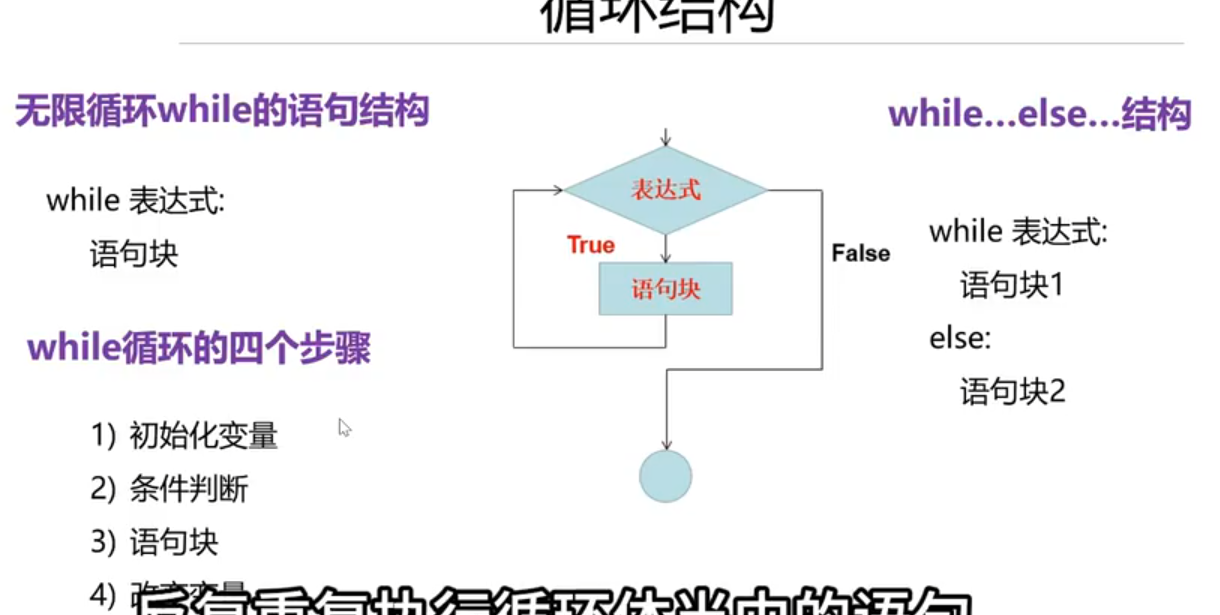 循环结构
无限循环while的语句结构
while 表达式:
语句块
while循环的四个步骤
1) 初始化变量
2) 条件判断
3) 语句块
4) 改变变量
表达式
True
语句块
False
while...else...结构
while 表达式:
语句块1
else:
语句块2
反复重复执行循环体当中的语句